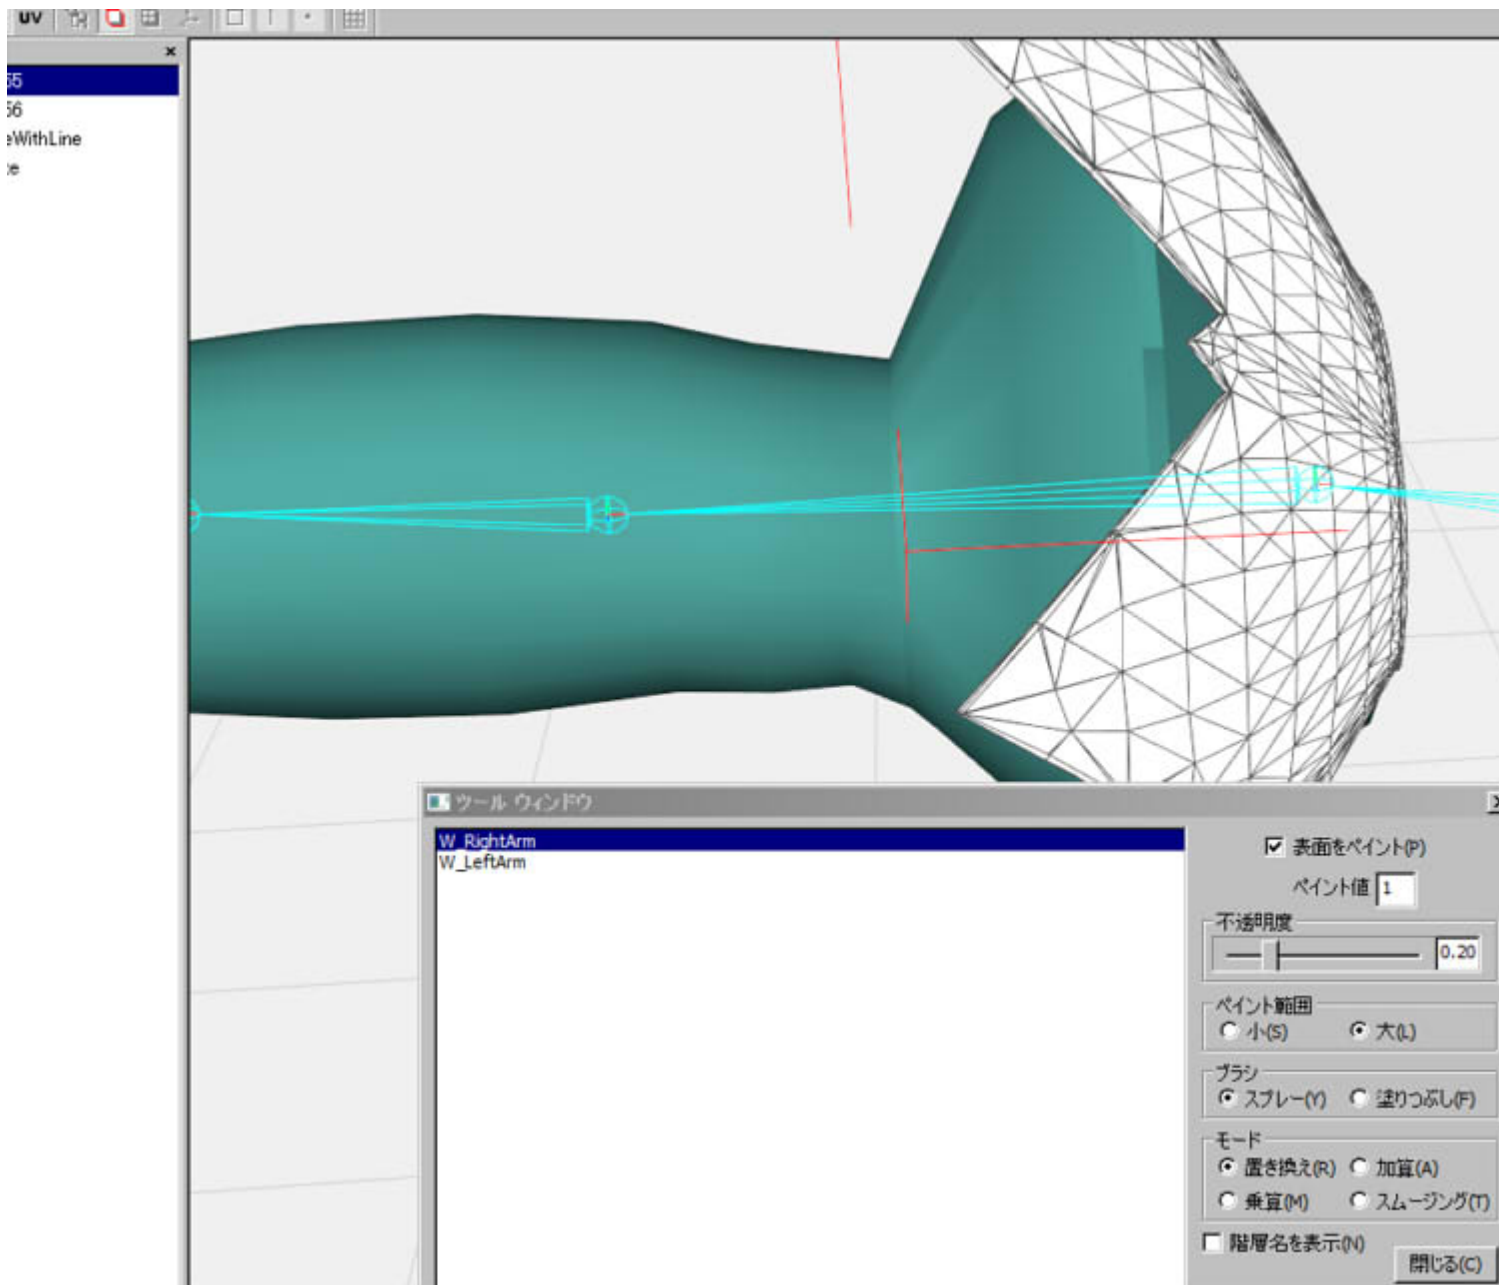 UV
×
55
56
eWithLine
te
ツール ウィンドウ
W_RightArm
W_LeftArm
表面をペイント(P)
ペイント値 1
不透明度
0.20
ペイント範囲
小(S) 大(L)
ブラシ
スプレー(Y) 塗りつぶし(F)
モード
置き換え(R) 加算(A)
乗算(M) スムージング(T)
階層名を表示(N)
閉じる(C)